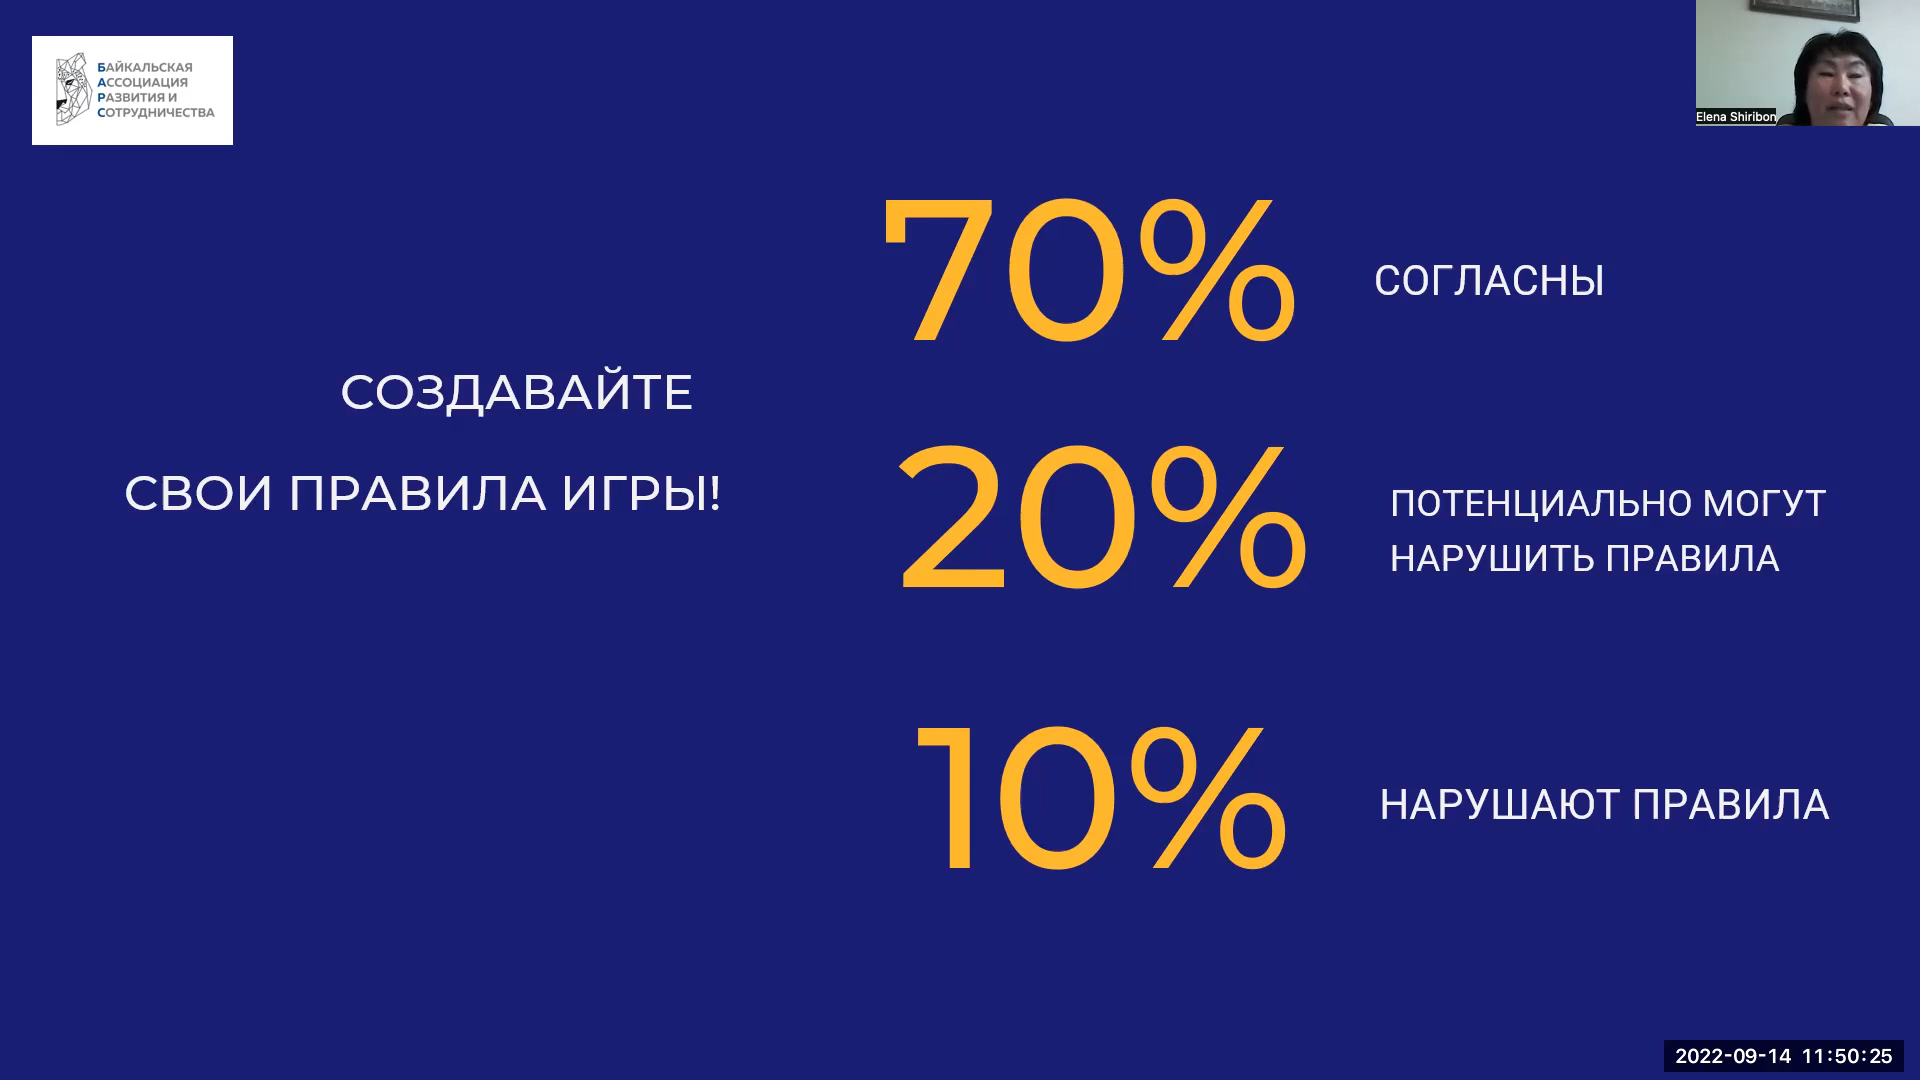 БАЙКАЛЬСКАЯ
АССОЦИАЦИЯ
РАЗВИТИЯ И
СОТРУДНИЧЕСТВА
Elena Shiribon
СОЗДАВАЙТЕ
СВОИ ПРАВИЛА ИГРЫ!
70%
СОГЛАСНЫ
20%
ПОТЕНЦИАЛЬНО МОГУТ
НАРУШИТЬ ПРАВИЛА
10%
НАРУШАЮТ ПРАВИЛА
2022-09-14 11:50:25